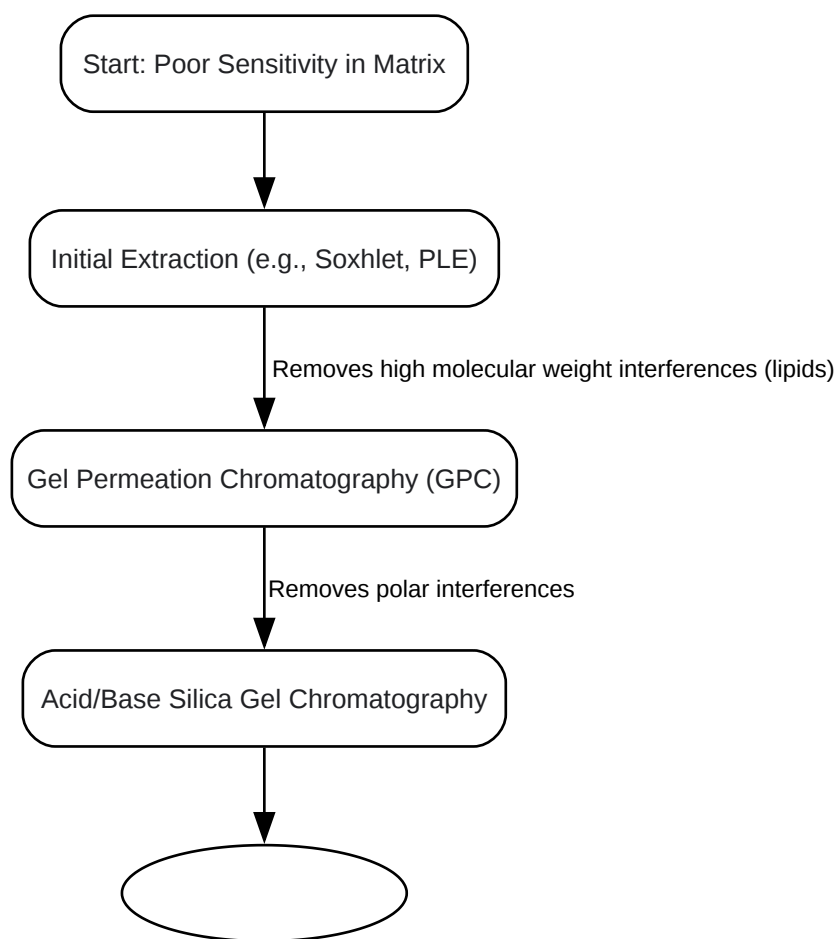 Start: Poor Sensitivity in Matrix
Initial Extraction (e.g., Soxhlet, PLE)
Removes high molecular weight interferences (lipids)
Gel Permeation Chromatography (GPC)
Removes polar interferences
Acid/Base Silica Gel Chromatography